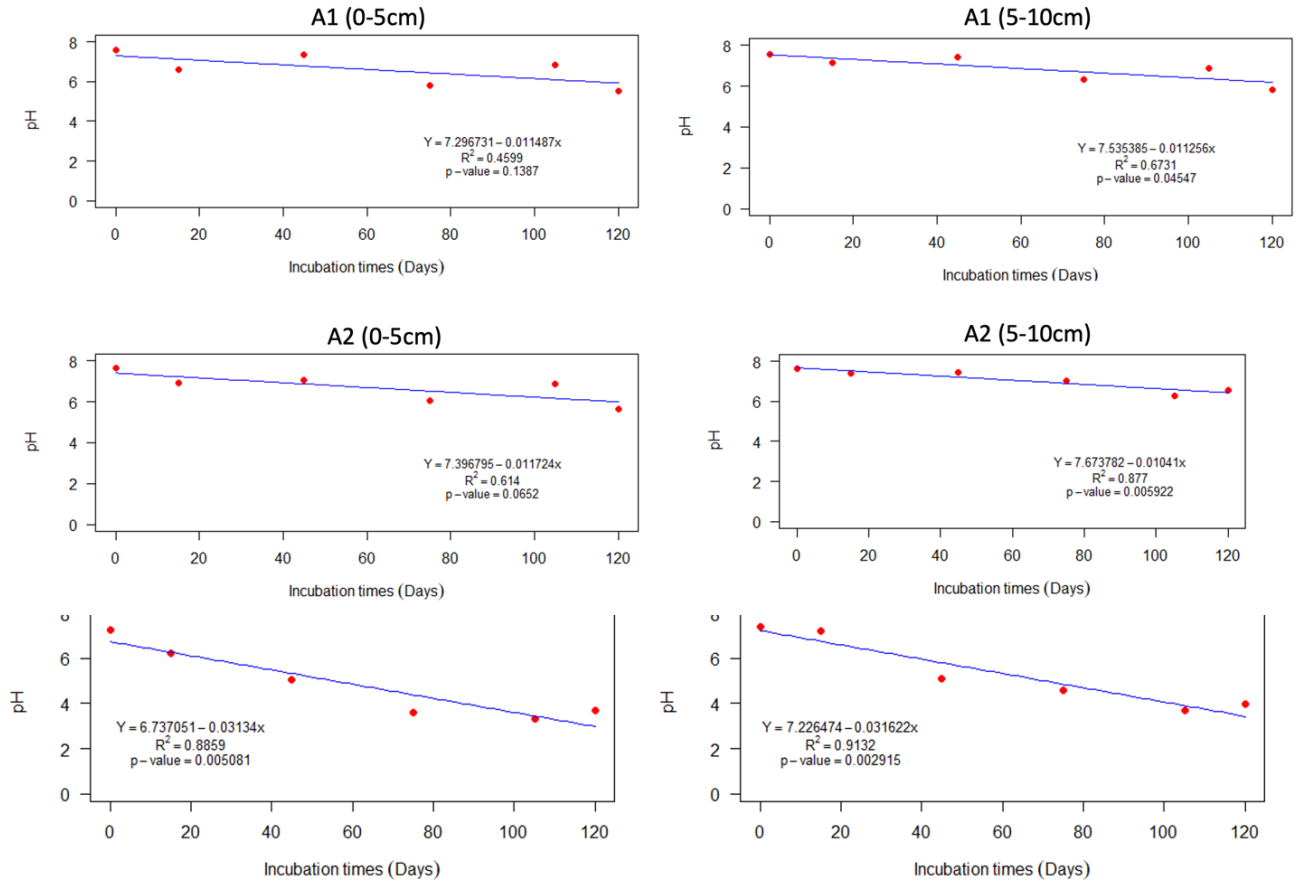 A1 (0-5cm)
8
6
4
2
0
pH
Y = 7.296731 − 0.011487x
R2 = 0.4599
p − value = 0.1387
0 20 40 60 80 100 120
Incubation times (Days)
A1 (5-10cm)
8
6
4
2
0
pH
Y = 7.535385 − 0.011256x
R2 = 0.6731
p − value = 0.04547
0 20 40 60 80 100 120
Incubation times (Days)
A2 (0-5cm)
8
6
4
2
0
pH
Y = 7.396795 − 0.011724x
R2 = 0.614
p − value = 0.0652
0 20 40 60 80 100 120
Incubation times (Days)
A2 (5-10cm)
8
6
4
2
0
pH
Y = 7.673782 − 0.01041x
R2 = 0.877
p − value = 0.005922
0 20 40 60 80 100 120
Incubation times (Days)
8
6
4
2
0
pH
Y = 6.737051 − 0.03134x
R2 = 0.8859
p − value = 0.005081
0 20 40 60 80 100 120
Incubation times (Days)
8
6
4
2
0
pH
Y = 7.226474 − 0.031622x
R2 = 0.9132
p − value = 0.002915
0 20 40 60 80 100 120
Incubation times (Days)